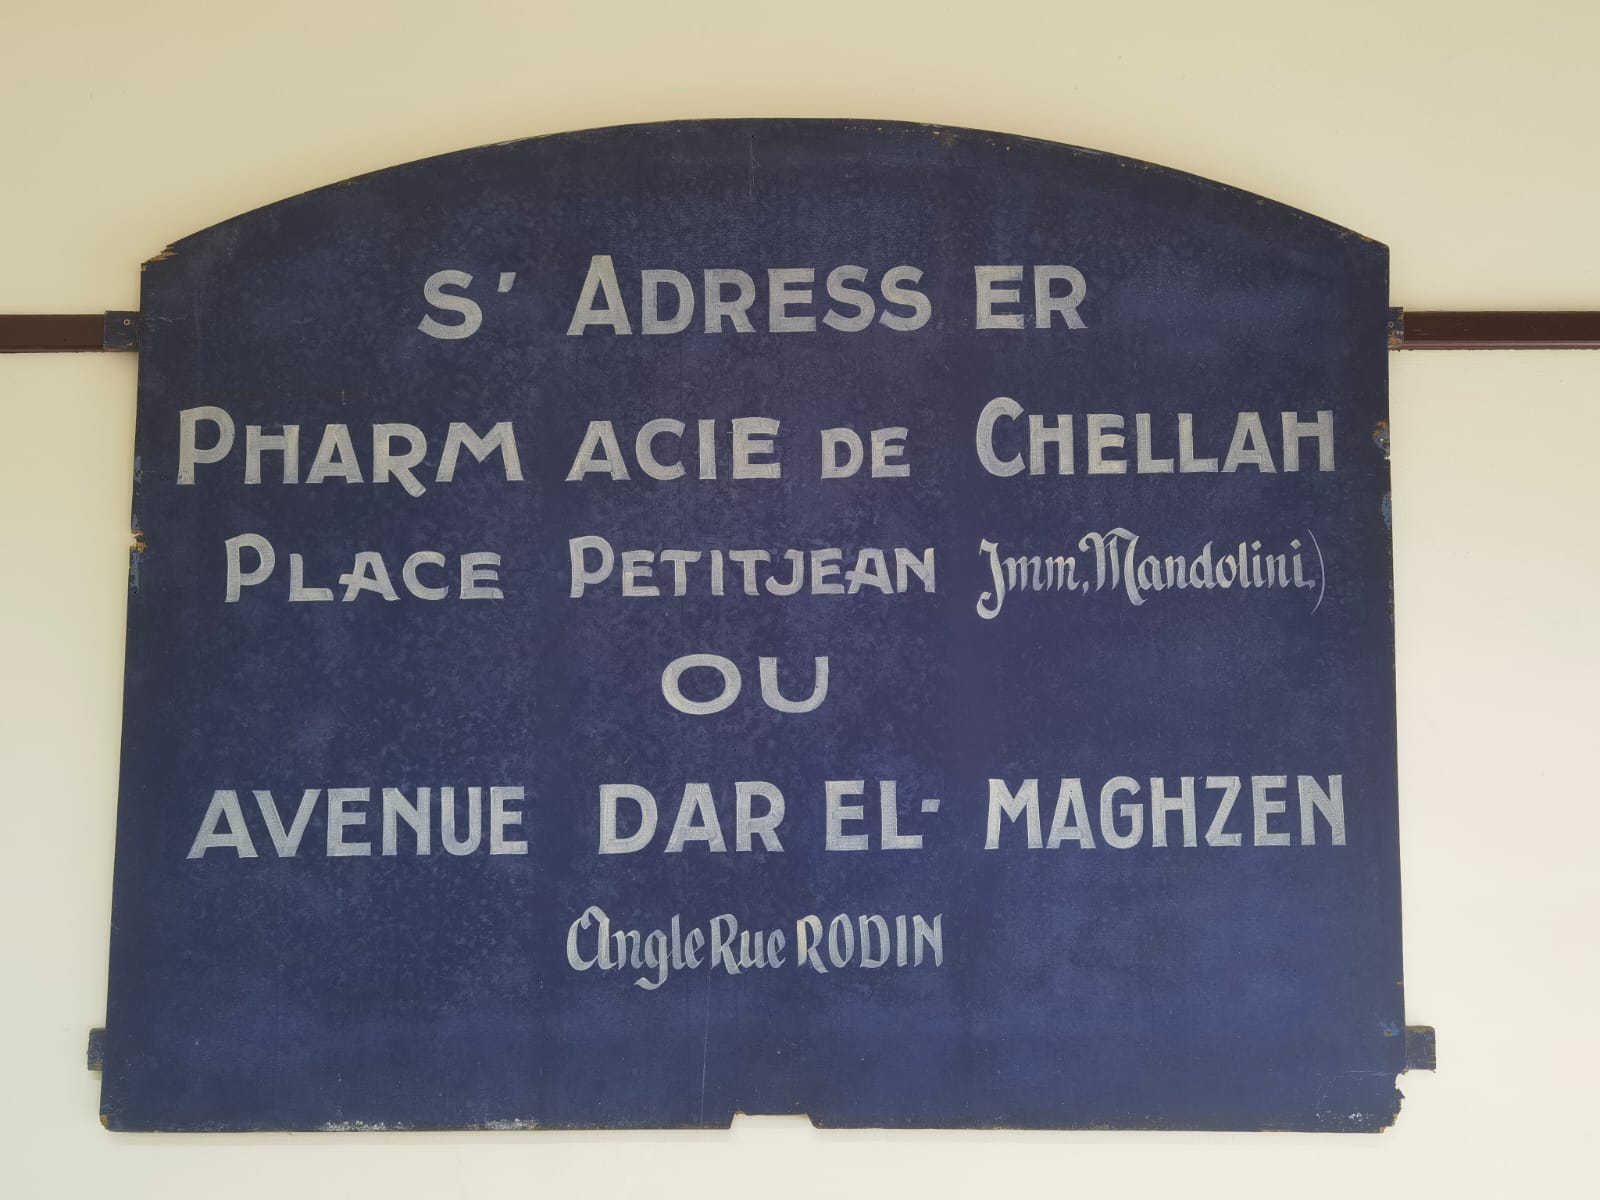 S' ADRESS ER
PHARM ACIE DE CHELLAH
PLACE PETITJEAN Imm. Mandolini.)
OU
AVENUE DAR EL- MAGHZEN
Angle Rue RODIN